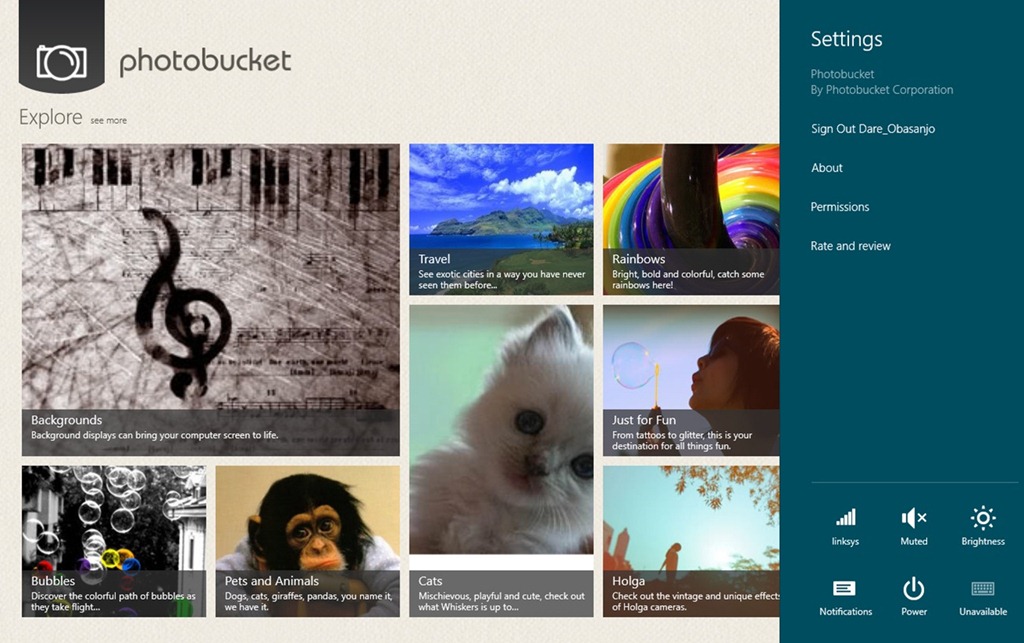 photobucket
Explore see more
Backgrounds
Background displays can bring your computer screen to life.
Travel
See exotic cities in a way you have never
seen them before...
Rainbows
Bright, bold and colorful, catch some
rainbows here!
Just for Fun
From tattoos to glitter, this is your
destination for all things fun.
Bubbles
Discover the colorful path of bubbles as
they take flight...
Pets and Animals
Dogs, cats, giraffes, pandas, you name it,
we have it.
Cats
Mischievous, playful and cute, check out
what Whiskers is up to...
Holga
Check out the vintage and unique effects
of Holga cameras.
Settings
Photobucket
By Photobucket Corporation
Sign Out Dare_Obasanjo
About
Permissions
Rate and review
linksys
Muted
Brightness
Notifications
Power
Unavailable